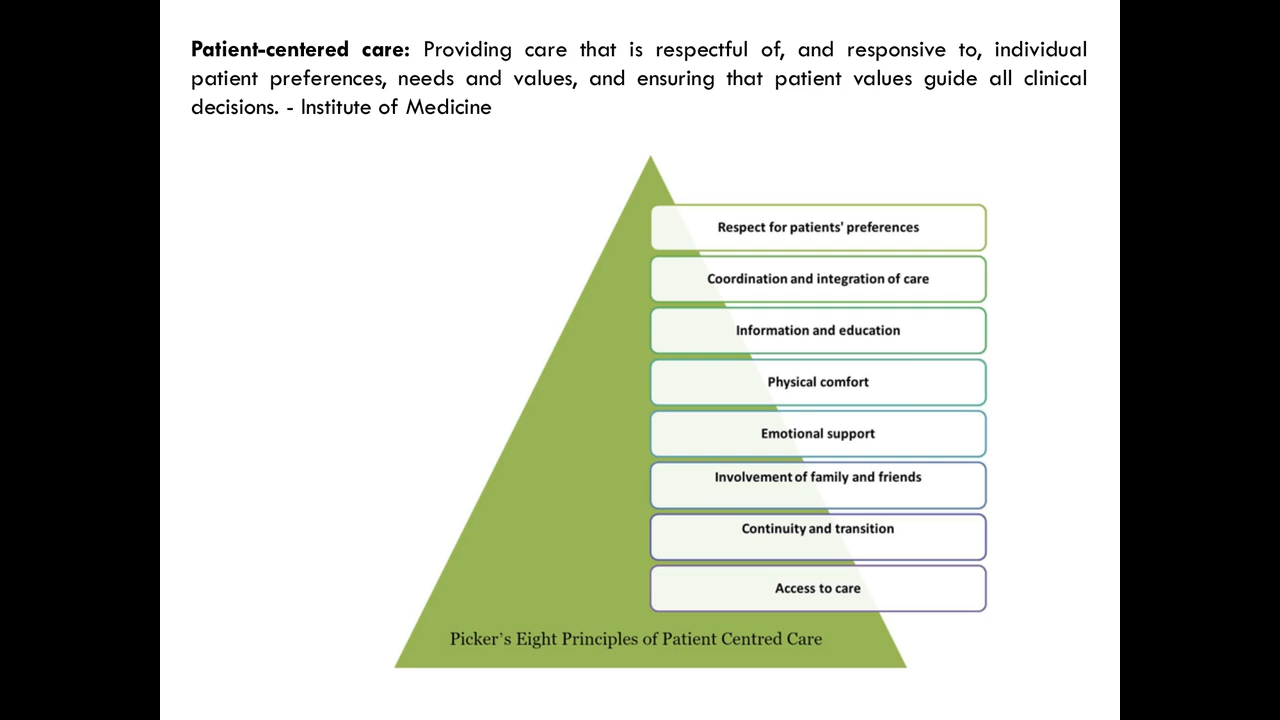 Patient-centered care: Providing care that is respectful of, and responsive to, individual
patient preferences, needs and values, and ensuring that patient values guide all clinical
decisions. - Institute of Medicine
Respect for patients' preferences
Coordination and integration of care
Information and education
Physical comfort
Emotional support
Involvement of family and friends
Continuity and transition
Access to care
Picker's Eight Principles of Patient Centred Care